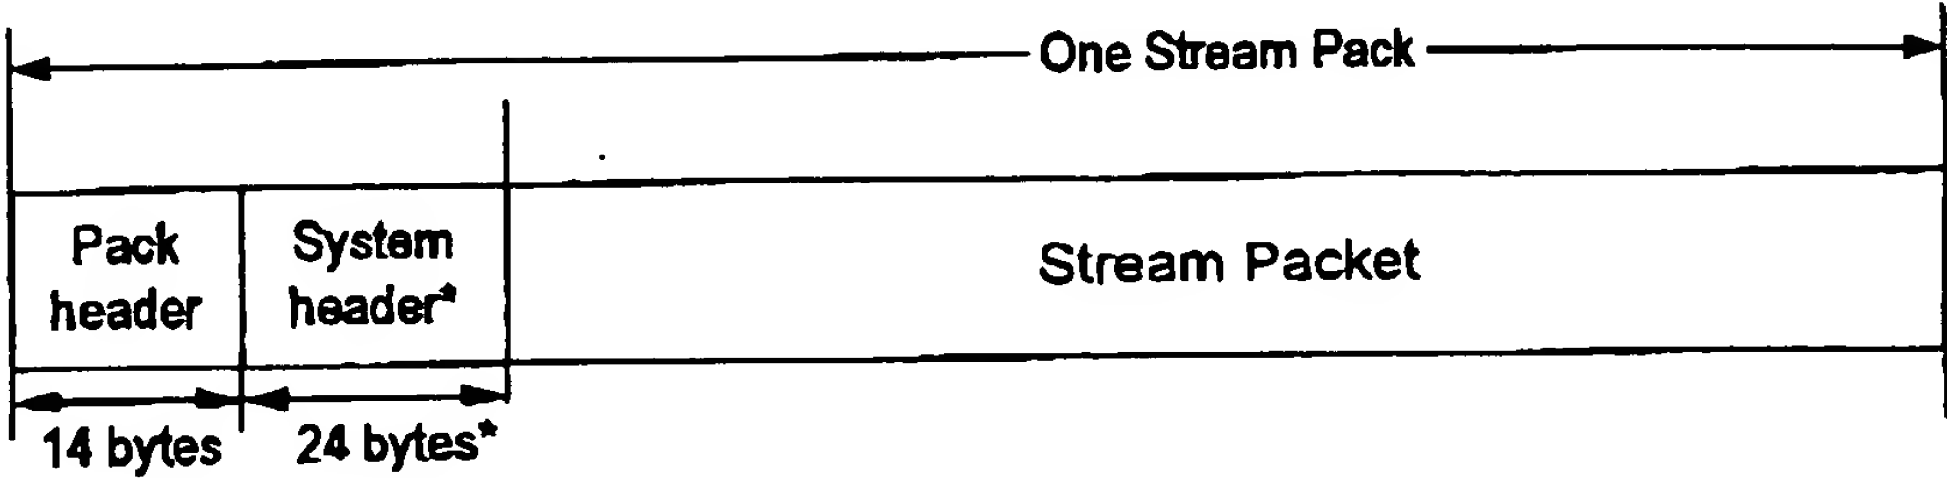 One Stream Pack
Pack
header
System
header*
Stream Packet
14 bytes
24 bytes*